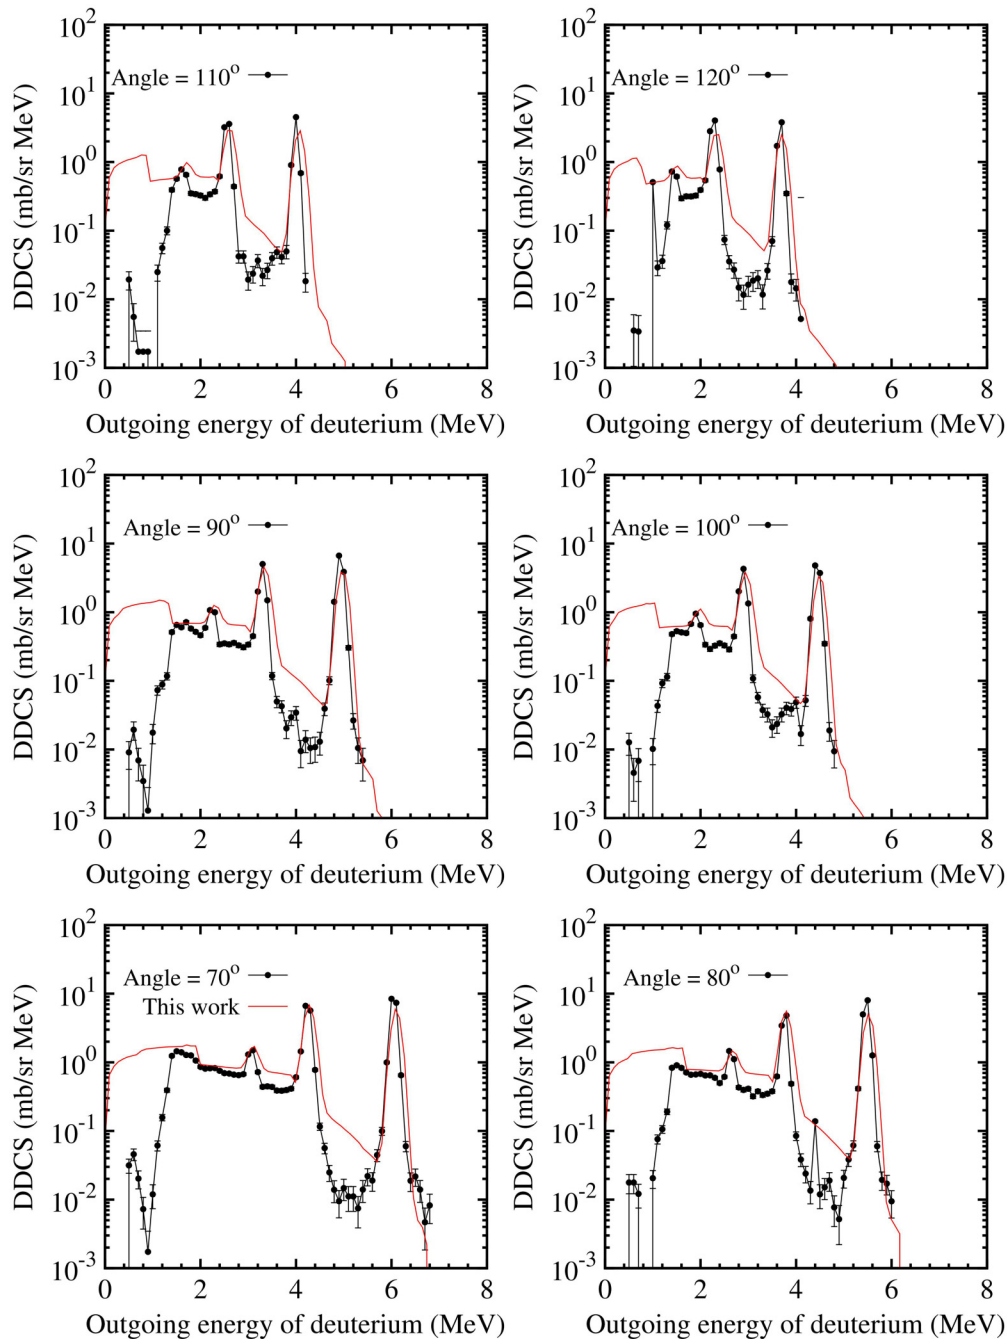 DDCS (mb/sr MeV)
10² 10¹ 10⁰ 10⁻¹ 10⁻² 10⁻³
Angle = 110°
0 2 4 6 8
Outgoing energy of deuterium (MeV)
DDCS (mb/sr MeV)
10² 10¹ 10⁰ 10⁻¹ 10⁻² 10⁻³
Angle = 120°
0 2 4 6 8
Outgoing energy of deuterium (MeV)
DDCS (mb/sr MeV)
10² 10¹ 10⁰ 10⁻¹ 10⁻² 10⁻³
Angle = 90°
0 2 4 6 8
Outgoing energy of deuterium (MeV)
DDCS (mb/sr MeV)
10² 10¹ 10⁰ 10⁻¹ 10⁻² 10⁻³
Angle = 100°
0 2 4 6 8
Outgoing energy of deuterium (MeV)
DDCS (mb/sr MeV)
10² 10¹ 10⁰ 10⁻¹ 10⁻² 10⁻³
Angle = 70°
This work
0 2 4 6 8
Outgoing energy of deuterium (MeV)
DDCS (mb/sr MeV)
10² 10¹ 10⁰ 10⁻¹ 10⁻² 10⁻³
Angle = 80°
0 2 4 6 8
Outgoing energy of deuterium (MeV)